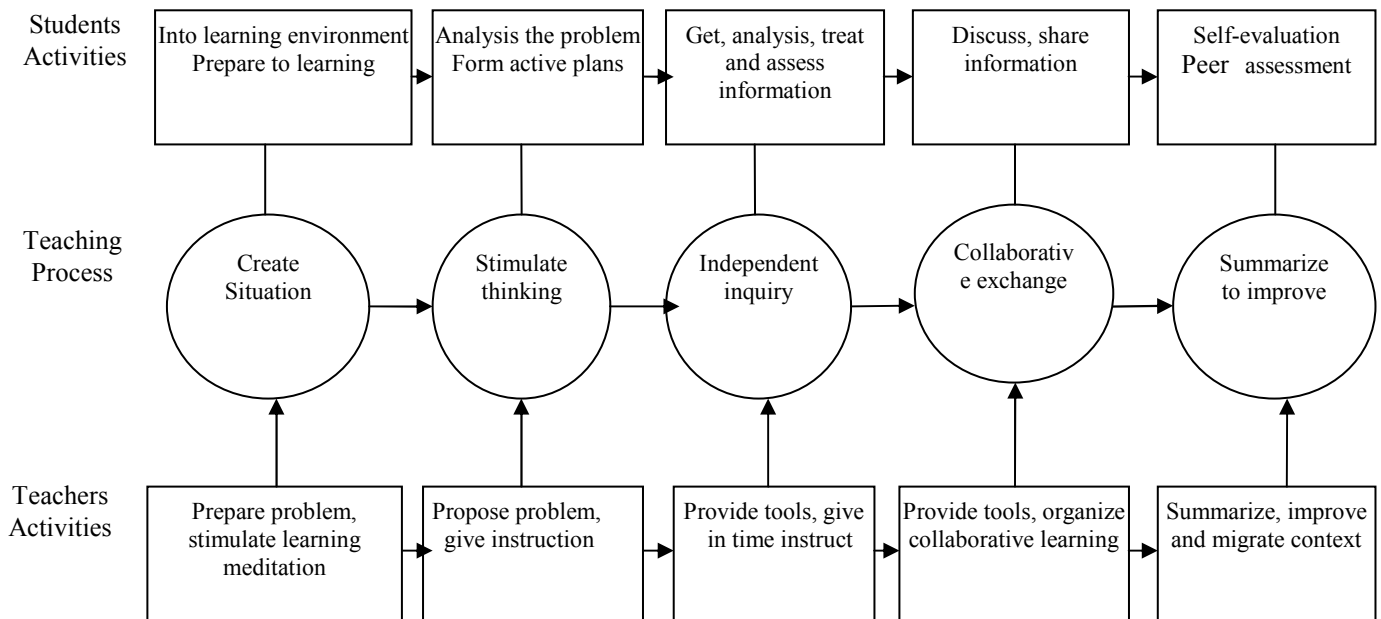 Students
Activities
Into learning environment
Prepare to learning
Analysis the problem
Form active plans
Get, analysis, treat
and assess
information
Discuss, share
information
Self-evaluation
Peer assessment
Teaching
Process
Create
Situation
Stimulate
thinking
Independent
inquiry
Collaborativ
e exchange
Summarize
to improve
Teachers
Activities
Prepare problem,
stimulate learning
meditation
Propose problem,
give instruction
Provide tools, give
in time instruct
Provide tools, organize
collaborative learning
Summarize, improve
and migrate context